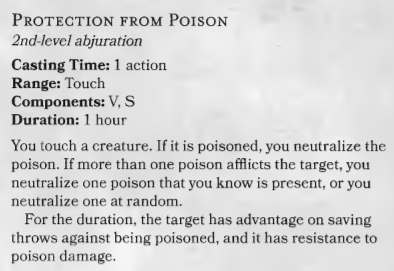 PROTECTION FROM POISON
2nd-level abjuration
Casting Time: 1 action
Range: Touch
Components: V, S
Duration: 1 hour
You touch a creature. If it is poisoned, you neutralize the
poison. If more than one poison afflicts the target, you
neutralize one poison that you know is present, or you
neutralize one at random.
For the duration, the target has advantage on saving
throws against being poisoned, and it has resistance to
poison damage.